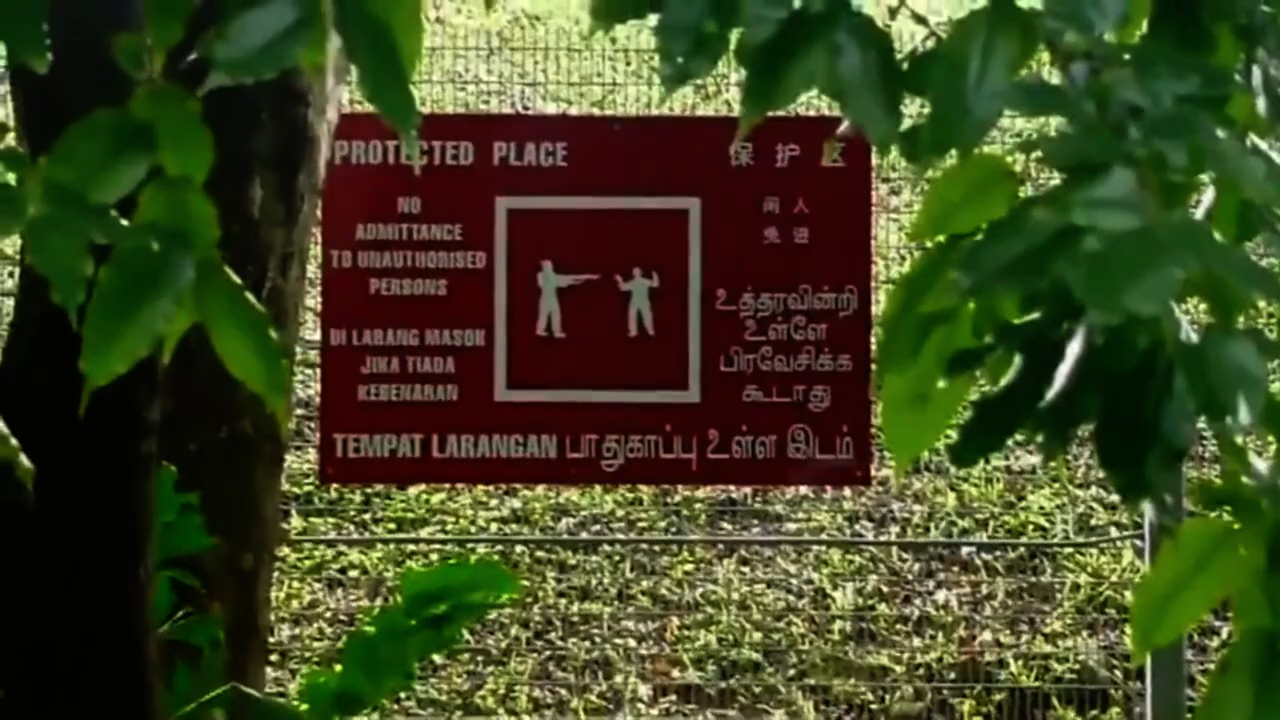 PROTECTED PLACE
保护区
NO
ADMITTANCE
TO UNAUTHORISED
PERSONS
闲人
免进
DI LARANG MASOK
JIKA TIADA
KEBENARAN
உத்தரவின்றி
உள்ளே
பிரவேசிக்க
கூடாது
TEMPAT LARANGAN பாதுகாப்பு உள்ள இடம்